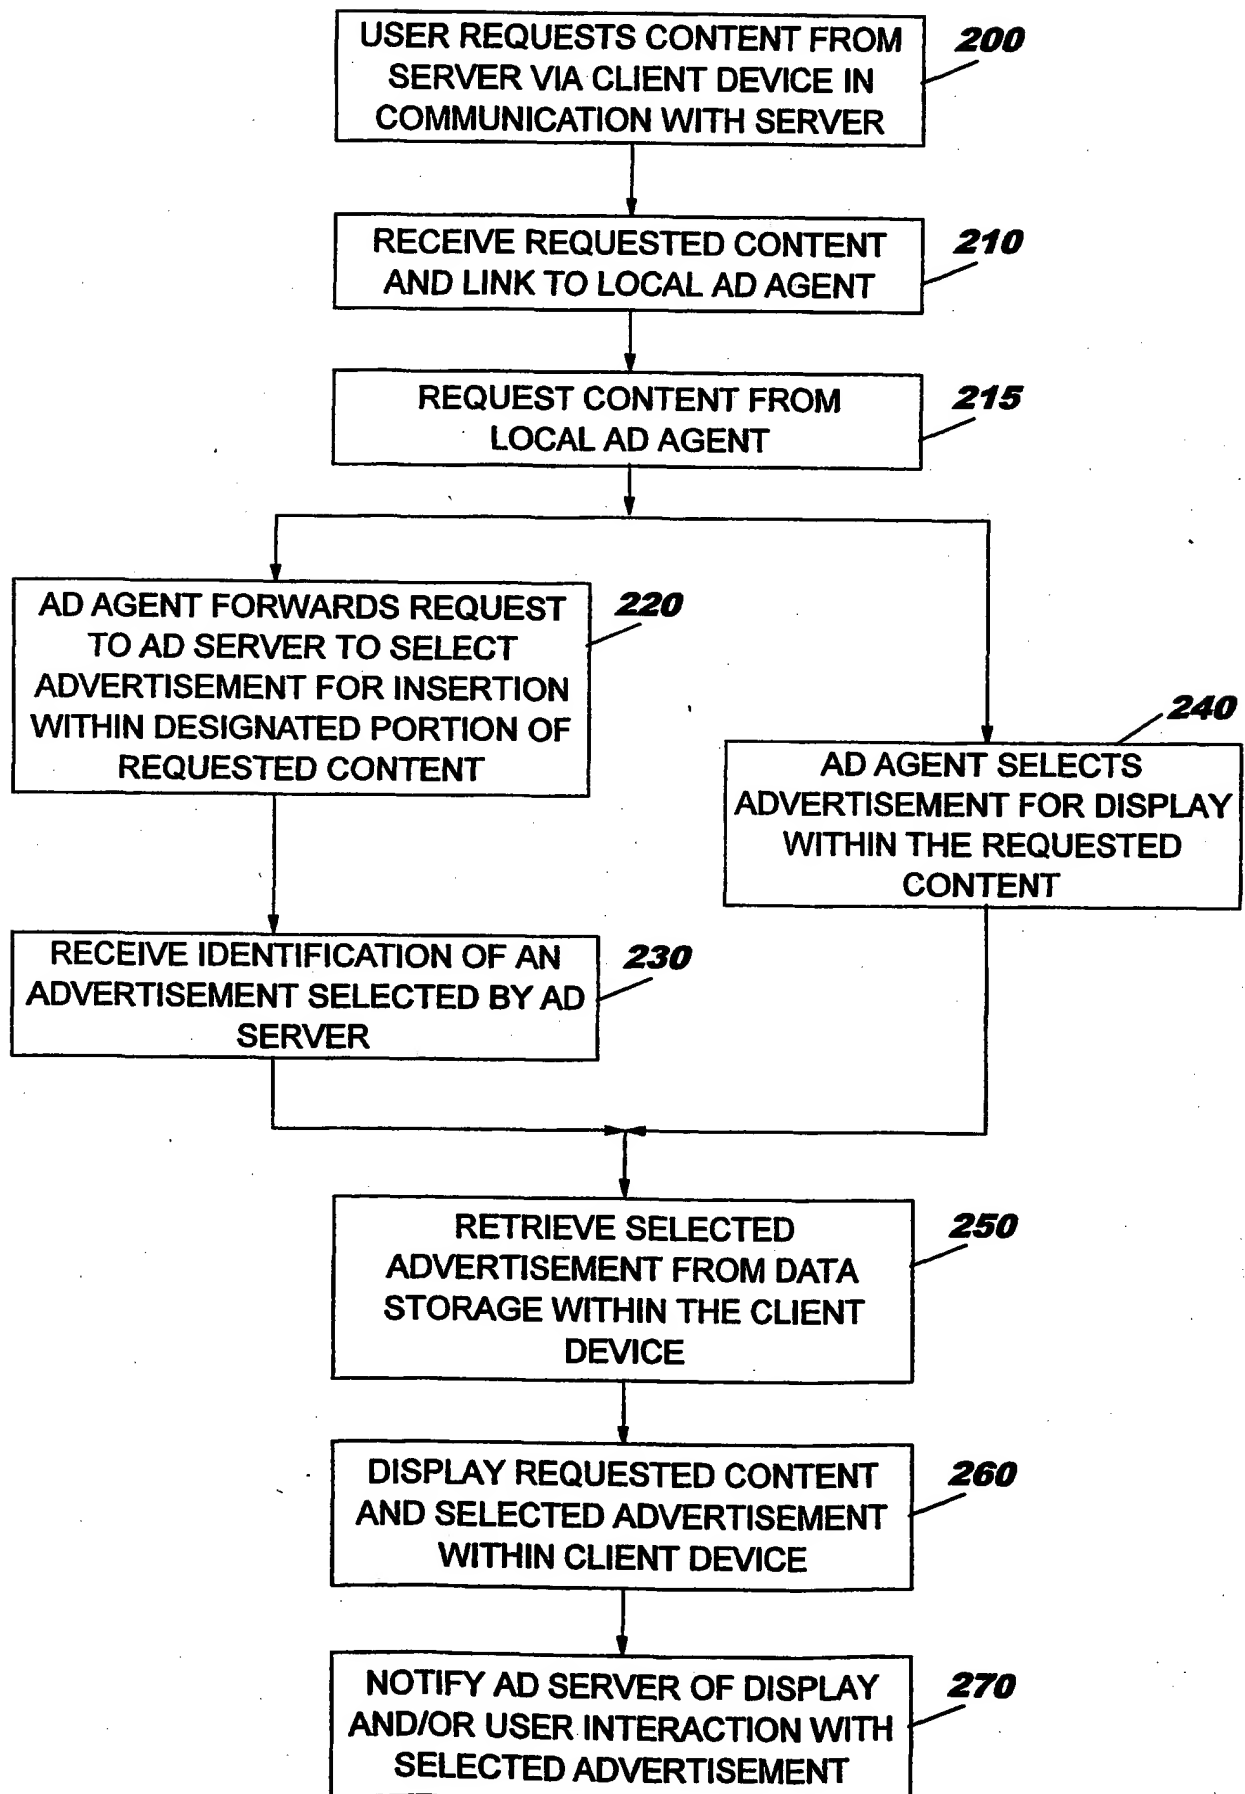 USER REQUESTS CONTENT FROM
SERVER VIA CLIENT DEVICE IN
COMMUNICATION WITH SERVER
200
RECEIVE REQUESTED CONTENT
AND LINK TO LOCAL AD AGENT
210
REQUEST CONTENT FROM
LOCAL AD AGENT
215
AD AGENT FORWARDS REQUEST
TO AD SERVER TO SELECT
ADVERTISEMENT FOR INSERTION
WITHIN DESIGNATED PORTION OF
REQUESTED CONTENT
220
240
AD AGENT SELECTS
ADVERTISEMENT FOR DISPLAY
WITHIN THE REQUESTED
CONTENT
RECEIVE IDENTIFICATION OF AN
ADVERTISEMENT SELECTED BY AD
SERVER
230
RETRIEVE SELECTED
ADVERTISEMENT FROM DATA
STORAGE WITHIN THE CLIENT
DEVICE
250
DISPLAY REQUESTED CONTENT
AND SELECTED ADVERTISEMENT
WITHIN CLIENT DEVICE
260
NOTIFY AD SERVER OF DISPLAY
AND/OR USER INTERACTION WITH
SELECTED ADVERTISEMENT
270